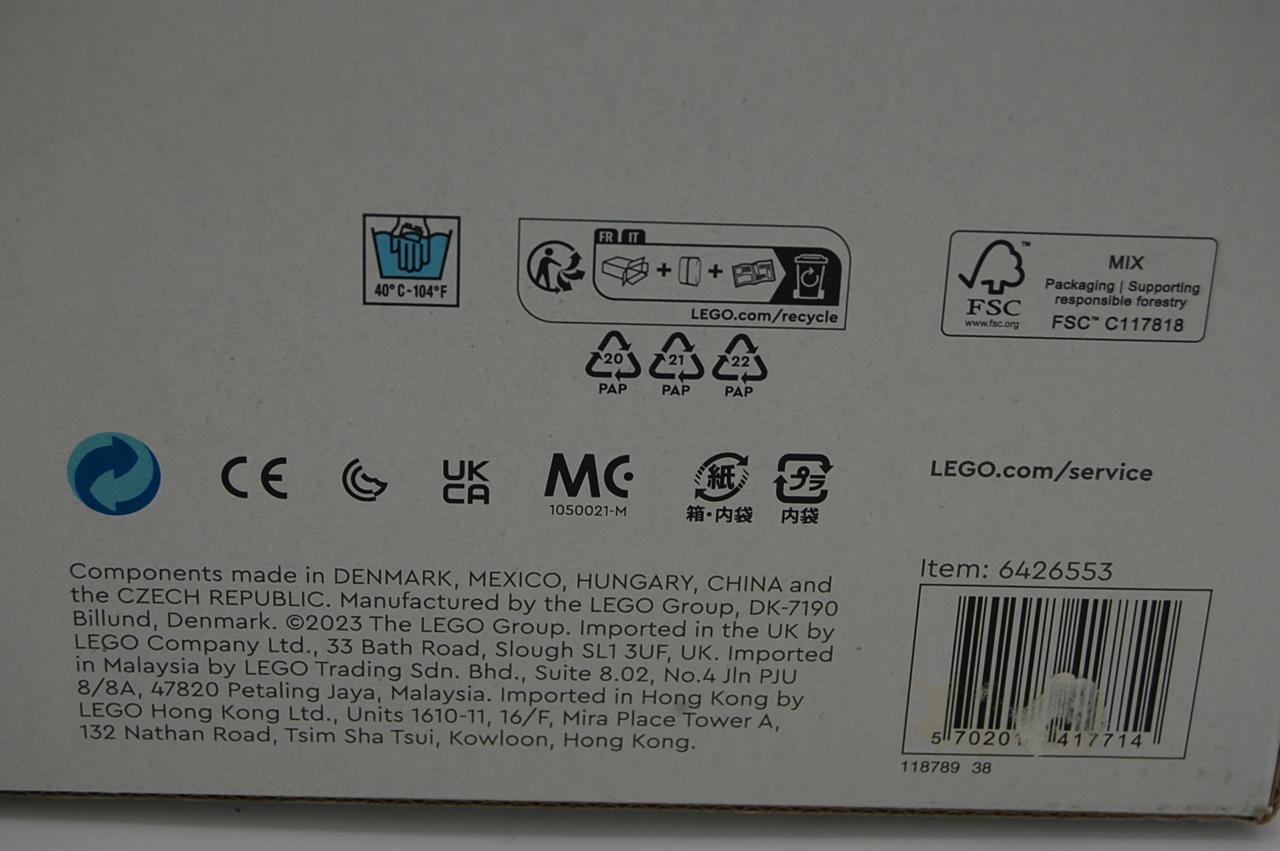 40°C-104°F
FR IT
LEGO.com/recycle
20 PAP
21 PAP
22 PAP
FSC™
www.fsc.org
MIX
Packaging | Supporting
responsible forestry
FSC™ C117818
CE
UK
CA
MC
1050021-M
紙
箱・内袋
プラ
内袋
LEGO.com/service
Components made in DENMARK, MEXICO, HUNGARY, CHINA and
the CZECH REPUBLIC. Manufactured by the LEGO Group, DK-7190
Billund, Denmark. ©2023 The LEGO Group. Imported in the UK by
LEGO Company Ltd., 33 Bath Road, Slough SL1 3UF, UK. Imported
in Malaysia by LEGO Trading Sdn. Bhd., Suite 8.02, No.4 Jln PJU
8/8A, 47820 Petaling Jaya, Malaysia. Imported in Hong Kong by
LEGO Hong Kong Ltd., Units 1610-11, 16/F, Mira Place Tower A,
132 Nathan Road, Tsim Sha Tsui, Kowloon, Hong Kong.
Item: 6426553
5 70201 417714
118789 38